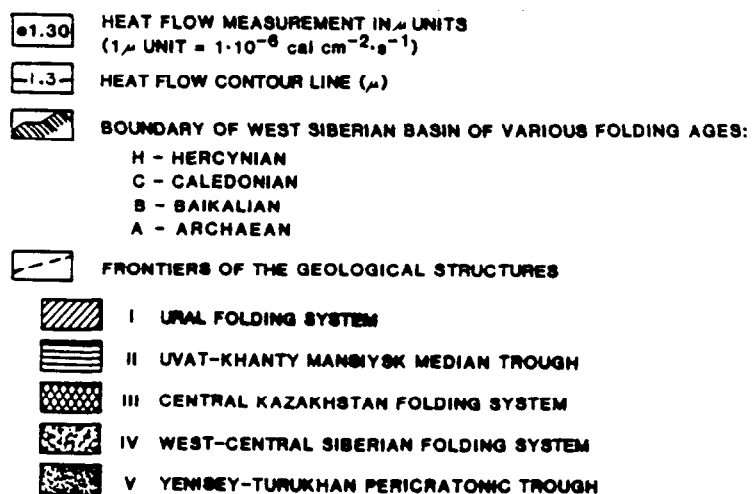 ●1.30 HEAT FLOW MEASUREMENT IN μ UNITS
(1μ UNIT = 1·10⁻⁶ cal cm⁻²·s⁻¹)
1.3 HEAT FLOW CONTOUR LINE (μ)
BOUNDARY OF WEST SIBERIAN BASIN OF VARIOUS FOLDING AGES:
H - HERCYNIAN
C - CALEDONIAN
B - BAIKALIAN
A - ARCHAEAN
FRONTIERS OF THE GEOLOGICAL STRUCTURES
I URAL FOLDING SYSTEM
II UVAT-KHANTY MANSIYSK MEDIAN TROUGH
III CENTRAL KAZAKHSTAN FOLDING SYSTEM
IV WEST-CENTRAL SIBERIAN FOLDING SYSTEM
V YENISEY-TURUKHAN PERICRATONIC TROUGH